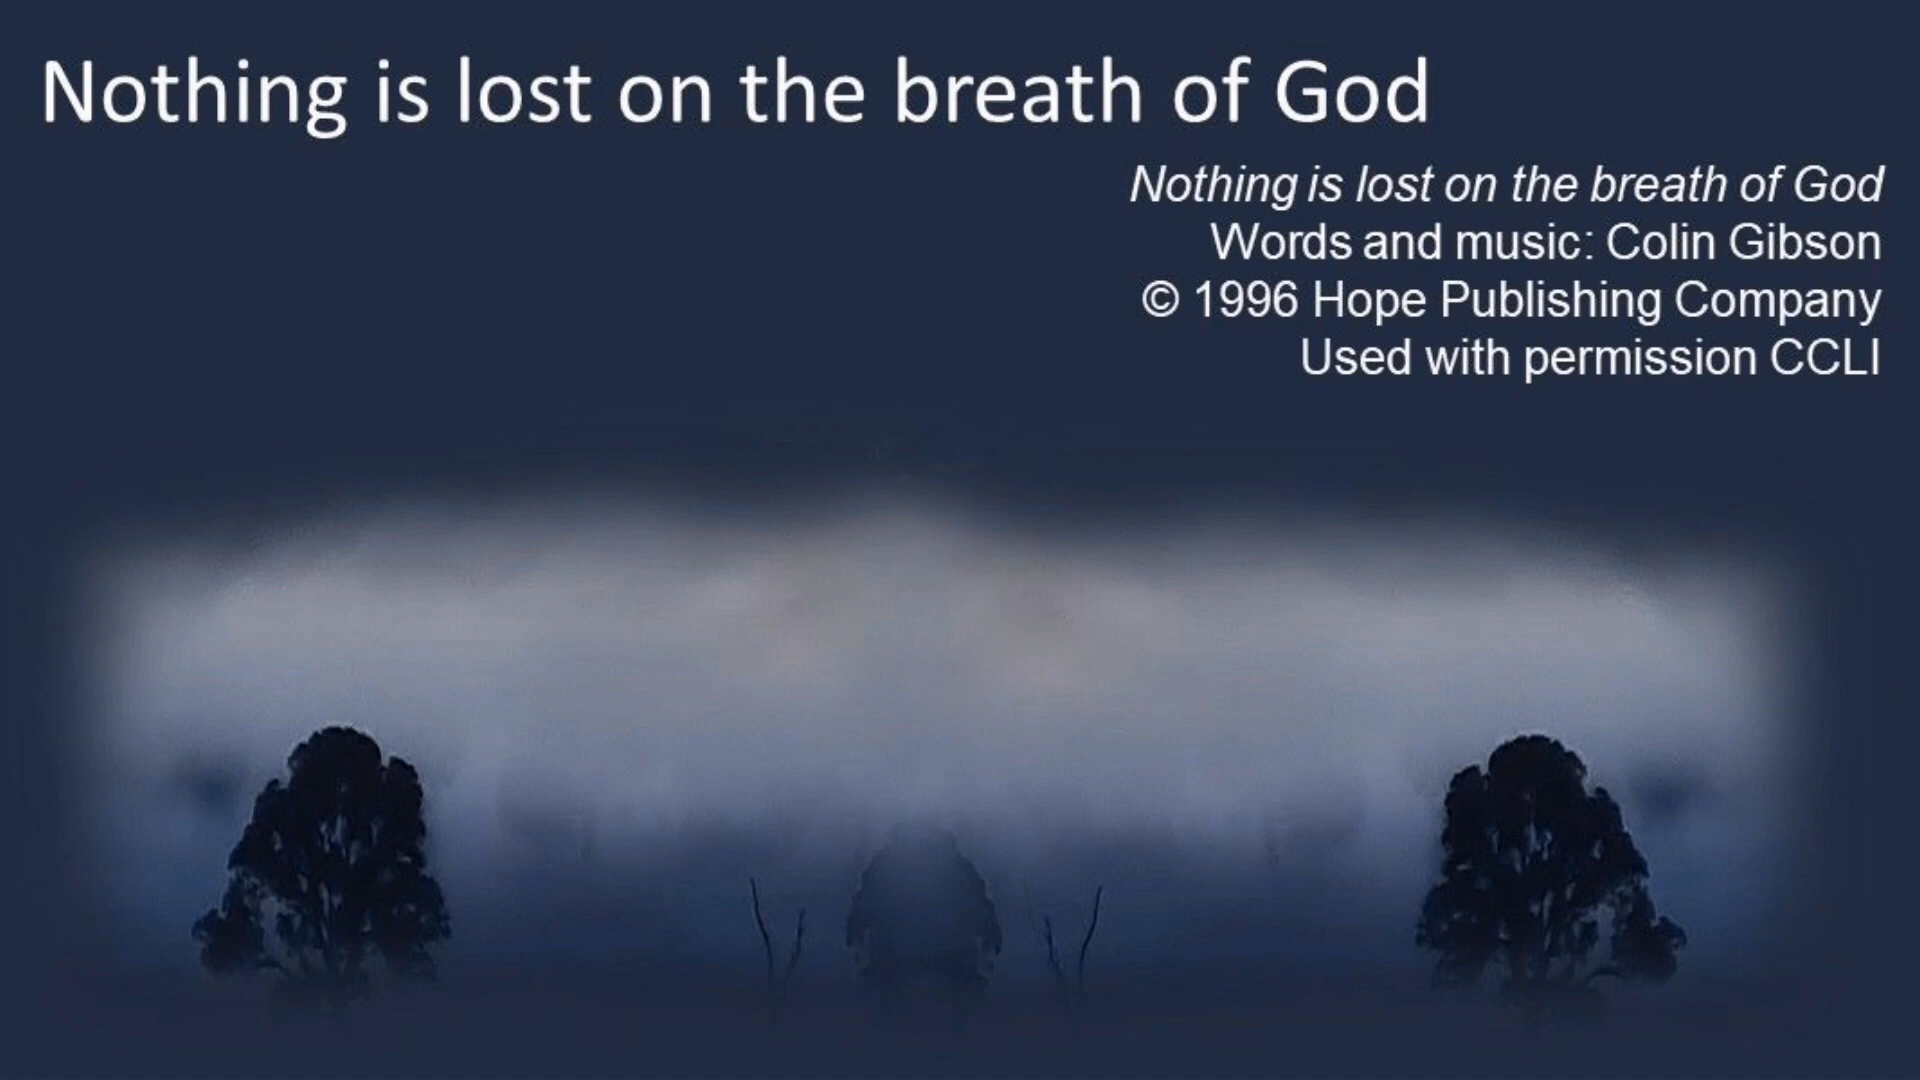 Nothing is lost on the breath of God
Nothing is lost on the breath of God
Words and music: Colin Gibson
© 1996 Hope Publishing Company
Used with permission CCLI